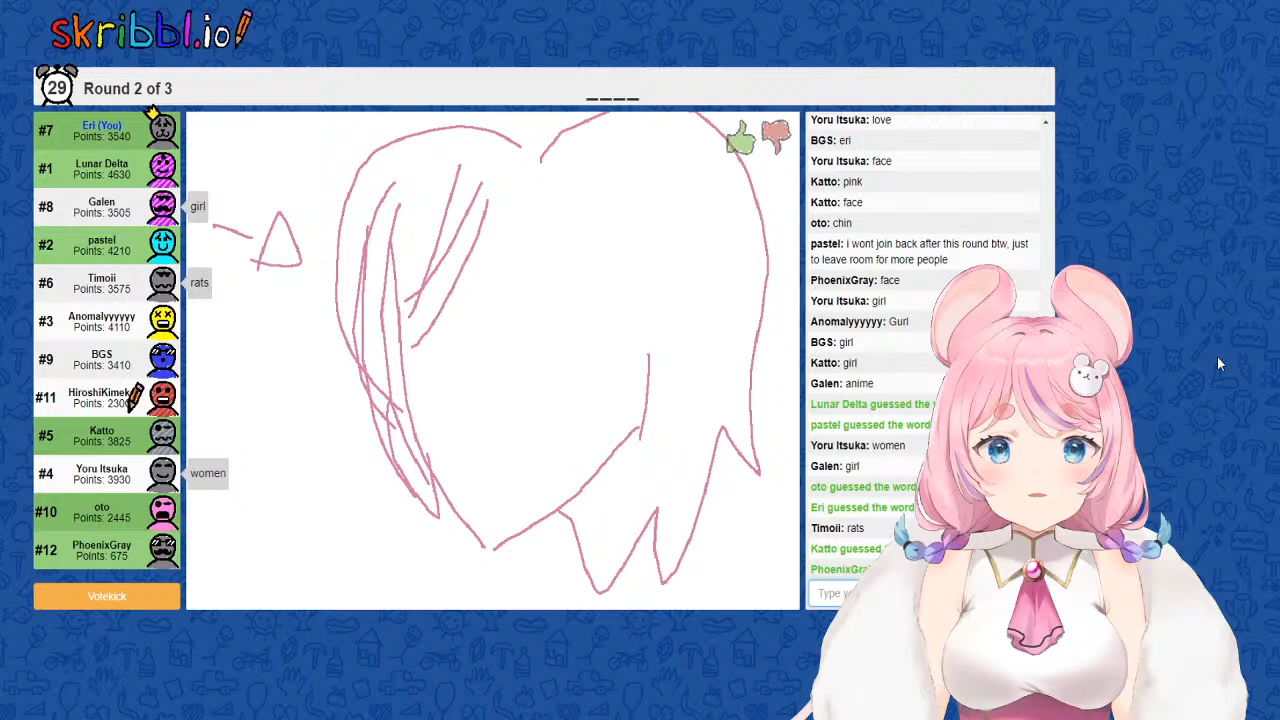 skribbl.io
29
Round 2 of 3
#7
Eri (You)
Points: 3540
#1
Lunar Delta
Points: 4630
#8
Galen
Points: 3505
girl
#2
pastel
Points: 4210
#6
Timoii
Points: 3575
rats
#3
Anomalyyyyyy
Points: 4110
#9
BGS
Points: 3410
#11
HiroshiKimek
Points: 2300
#5
Katto
Points: 3825
#4
Yoru Itsuka
Points: 3930
women
#10
oto
Points: 2445
#12
PhoenixGray
Points: 675
Votekick
Yoru Itsuka: love
BGS: eri
Yoru Itsuka: face
Katto: pink
Katto: face
oto: chin
pastel: i wont join back after this round btw, just
to leave room for more people
PhoenixGray: face
Yoru Itsuka: girl
Anomalyyyyyy: Gurl
BGS: girl
Katto: girl
Galen: anime
Lunar Delta guessed the
pastel guessed the word
Yoru Itsuka: women
Galen: girl
oto guessed the word
Eri guessed the word
Timoii: rats
Katto guessed
PhoenixGray
Type